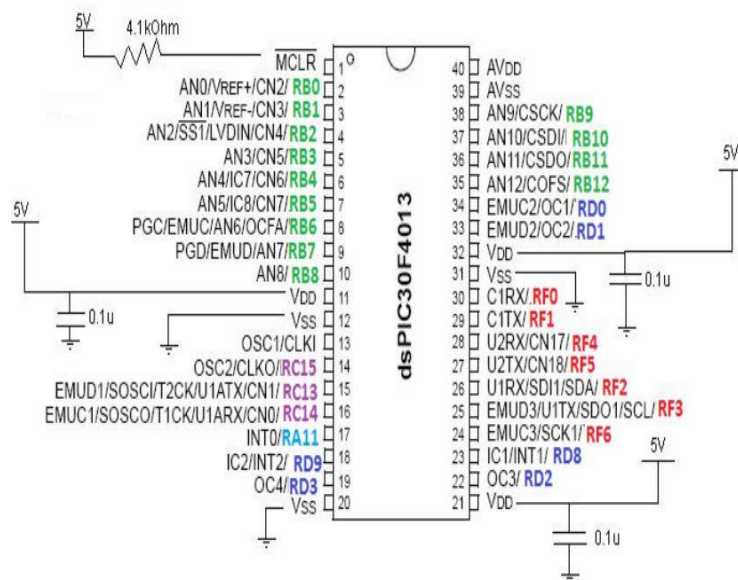 5V
4.1kOhm
MCLR
AN0/VREF+/CN2/ RB0
AN1/VREF-/CN3/ RB1
AN2/SS1/LVDIN/CN4/ RB2
AN3/CN5/ RB3
AN4/IC7/CN6/ RB4
AN5/IC8/CN7/ RB5
PGC/EMUC/AN6/OCFA/ RB6
PGD/EMUD/AN7/ RB7
AN8/ RB8
VDD
VSS
OSC1/CLKI
OSC2/CLKO/ RC15
EMUD1/SOSCI/T2CK/U1ATX/CN1/ RC13
EMUC1/SOSCO/T1CK/U1ARX/CN0/ RC14
INT0/ RA11
IC2/INT2/ RD9
OC4/ RD3
VSS
5V
0.1u
1
2
3
4
5
6
7
8
9
10
11
12
13
14
15
16
17
18
19
20
dsPIC30F4013
40 AVDD
39 AVSS
38 AN9/CSCK/ RB9
37 AN10/CSDI/ RB10
36 AN11/CSDO/ RB11
35 AN12/COFS/ RB12
34 EMUC2/OC1/ RD0
33 EMUD2/OC2/ RD1
32 VDD
31 VSS
30 C1RX/ RF0
29 C1TX/ RF1
28 U2RX/CN17/ RF4
27 U2TX/CN18/ RF5
26 U1RX/SDI1/SDA/ RF2
25 EMUD3/U1TX/SDO1/SCL/ RF3
24 EMUC3/SCK1/ RF6
23 IC1/INT1/ RD8
22 OC3/ RD2
21 VDD
5V
0.1u
5V
0.1u